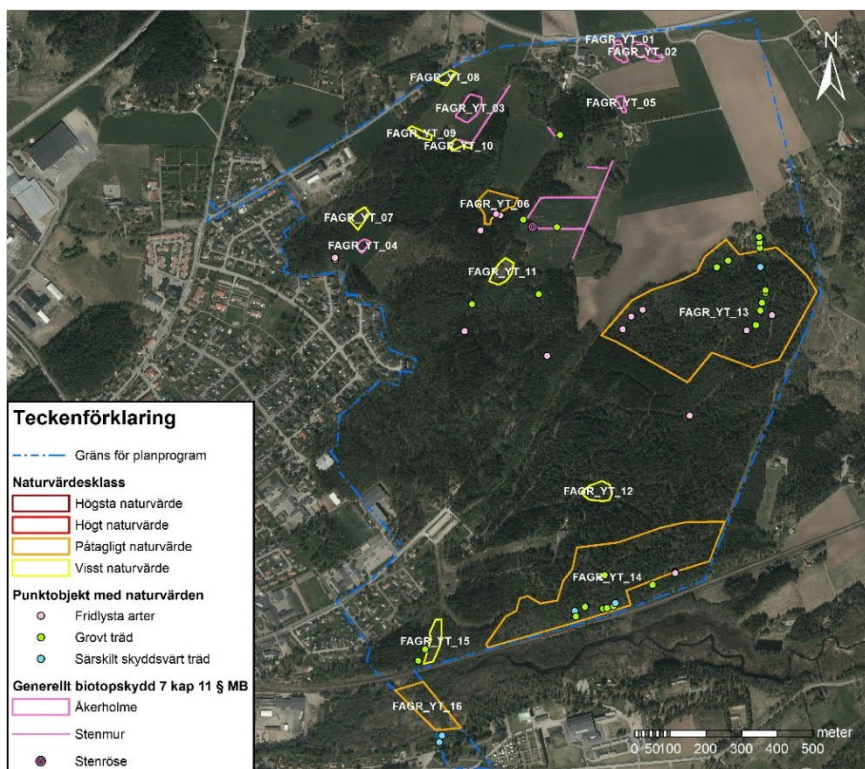 FAGR_YT_01
FAGR_YT_02
N
FAGR_YT_08
FAGR_YT_03
FAGR_YT_05
FAGR_YT_09
FAGR_YT_10
FAGR_YT_06
FAGR_YT_07
FAGR_YT_04
FAGR_YT_11
FAGR_YT_13
FAGR_YT_12
FAGR_YT_14
FAGR_YT_15
FAGR_YT_16
Teckenförklaring
Gräns för planprogram
Naturvärdesklass
Högsta naturvärde
Högt naturvärde
Påtagligt naturvärde
Visst naturvärde
Punktobjekt med naturvärden
Fridlysta arter
Grovt träd
Särskilt skyddsvärt träd
Generellt biotopskydd 7 kap 11 § MB
Åkerholme
Stenmur
Stenröse
meter
0 50 100 200 300 400 500